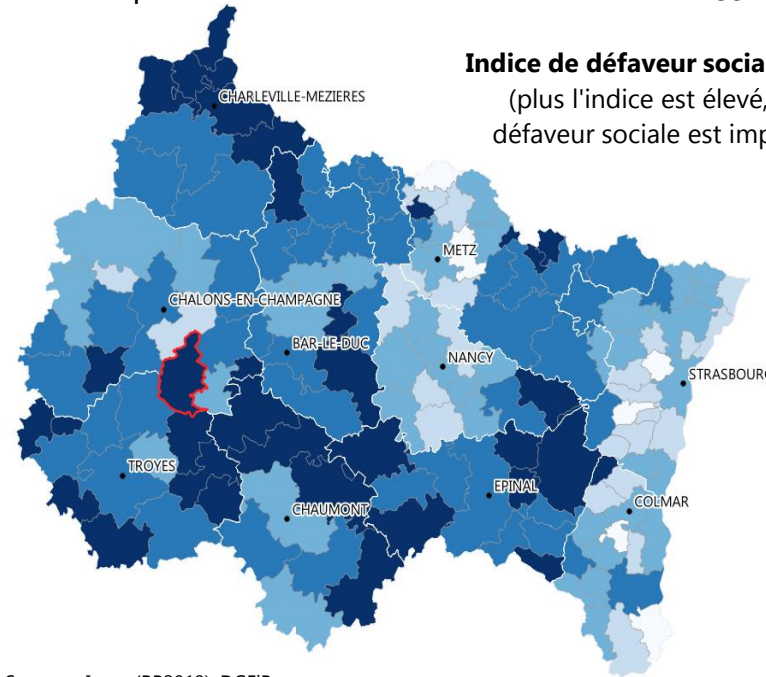 Indice de défaveur socia
(plus l'indice est élevé,
défaveur sociale est imp
CHARLEVILLE-MEZIERES
METZ
CHALONS-EN-CHAMPAGNE
BAR-LE-DUC
NANCY
STRASBOURG
TROYES
EPINAL
CHAUMONT
COLMAR